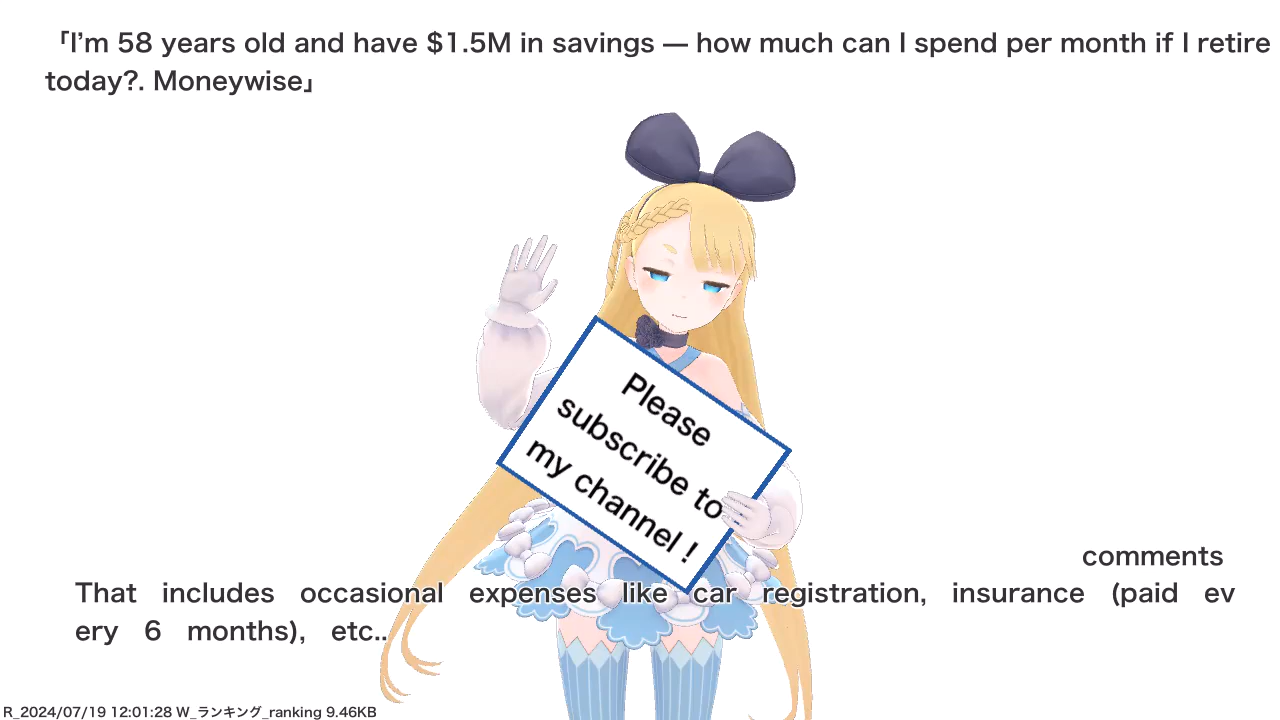 「I’m 58 years old and have $1.5M in savings — how much can I spend per month if I retire
today?. Moneywise」
Please
subscribe to
my channel !
comments
That includes occasional expenses like car registration, insurance (paid ev
ery 6 months), etc..
R_2024/07/19 12:01:28 W_ランキング_ranking 9.46KB